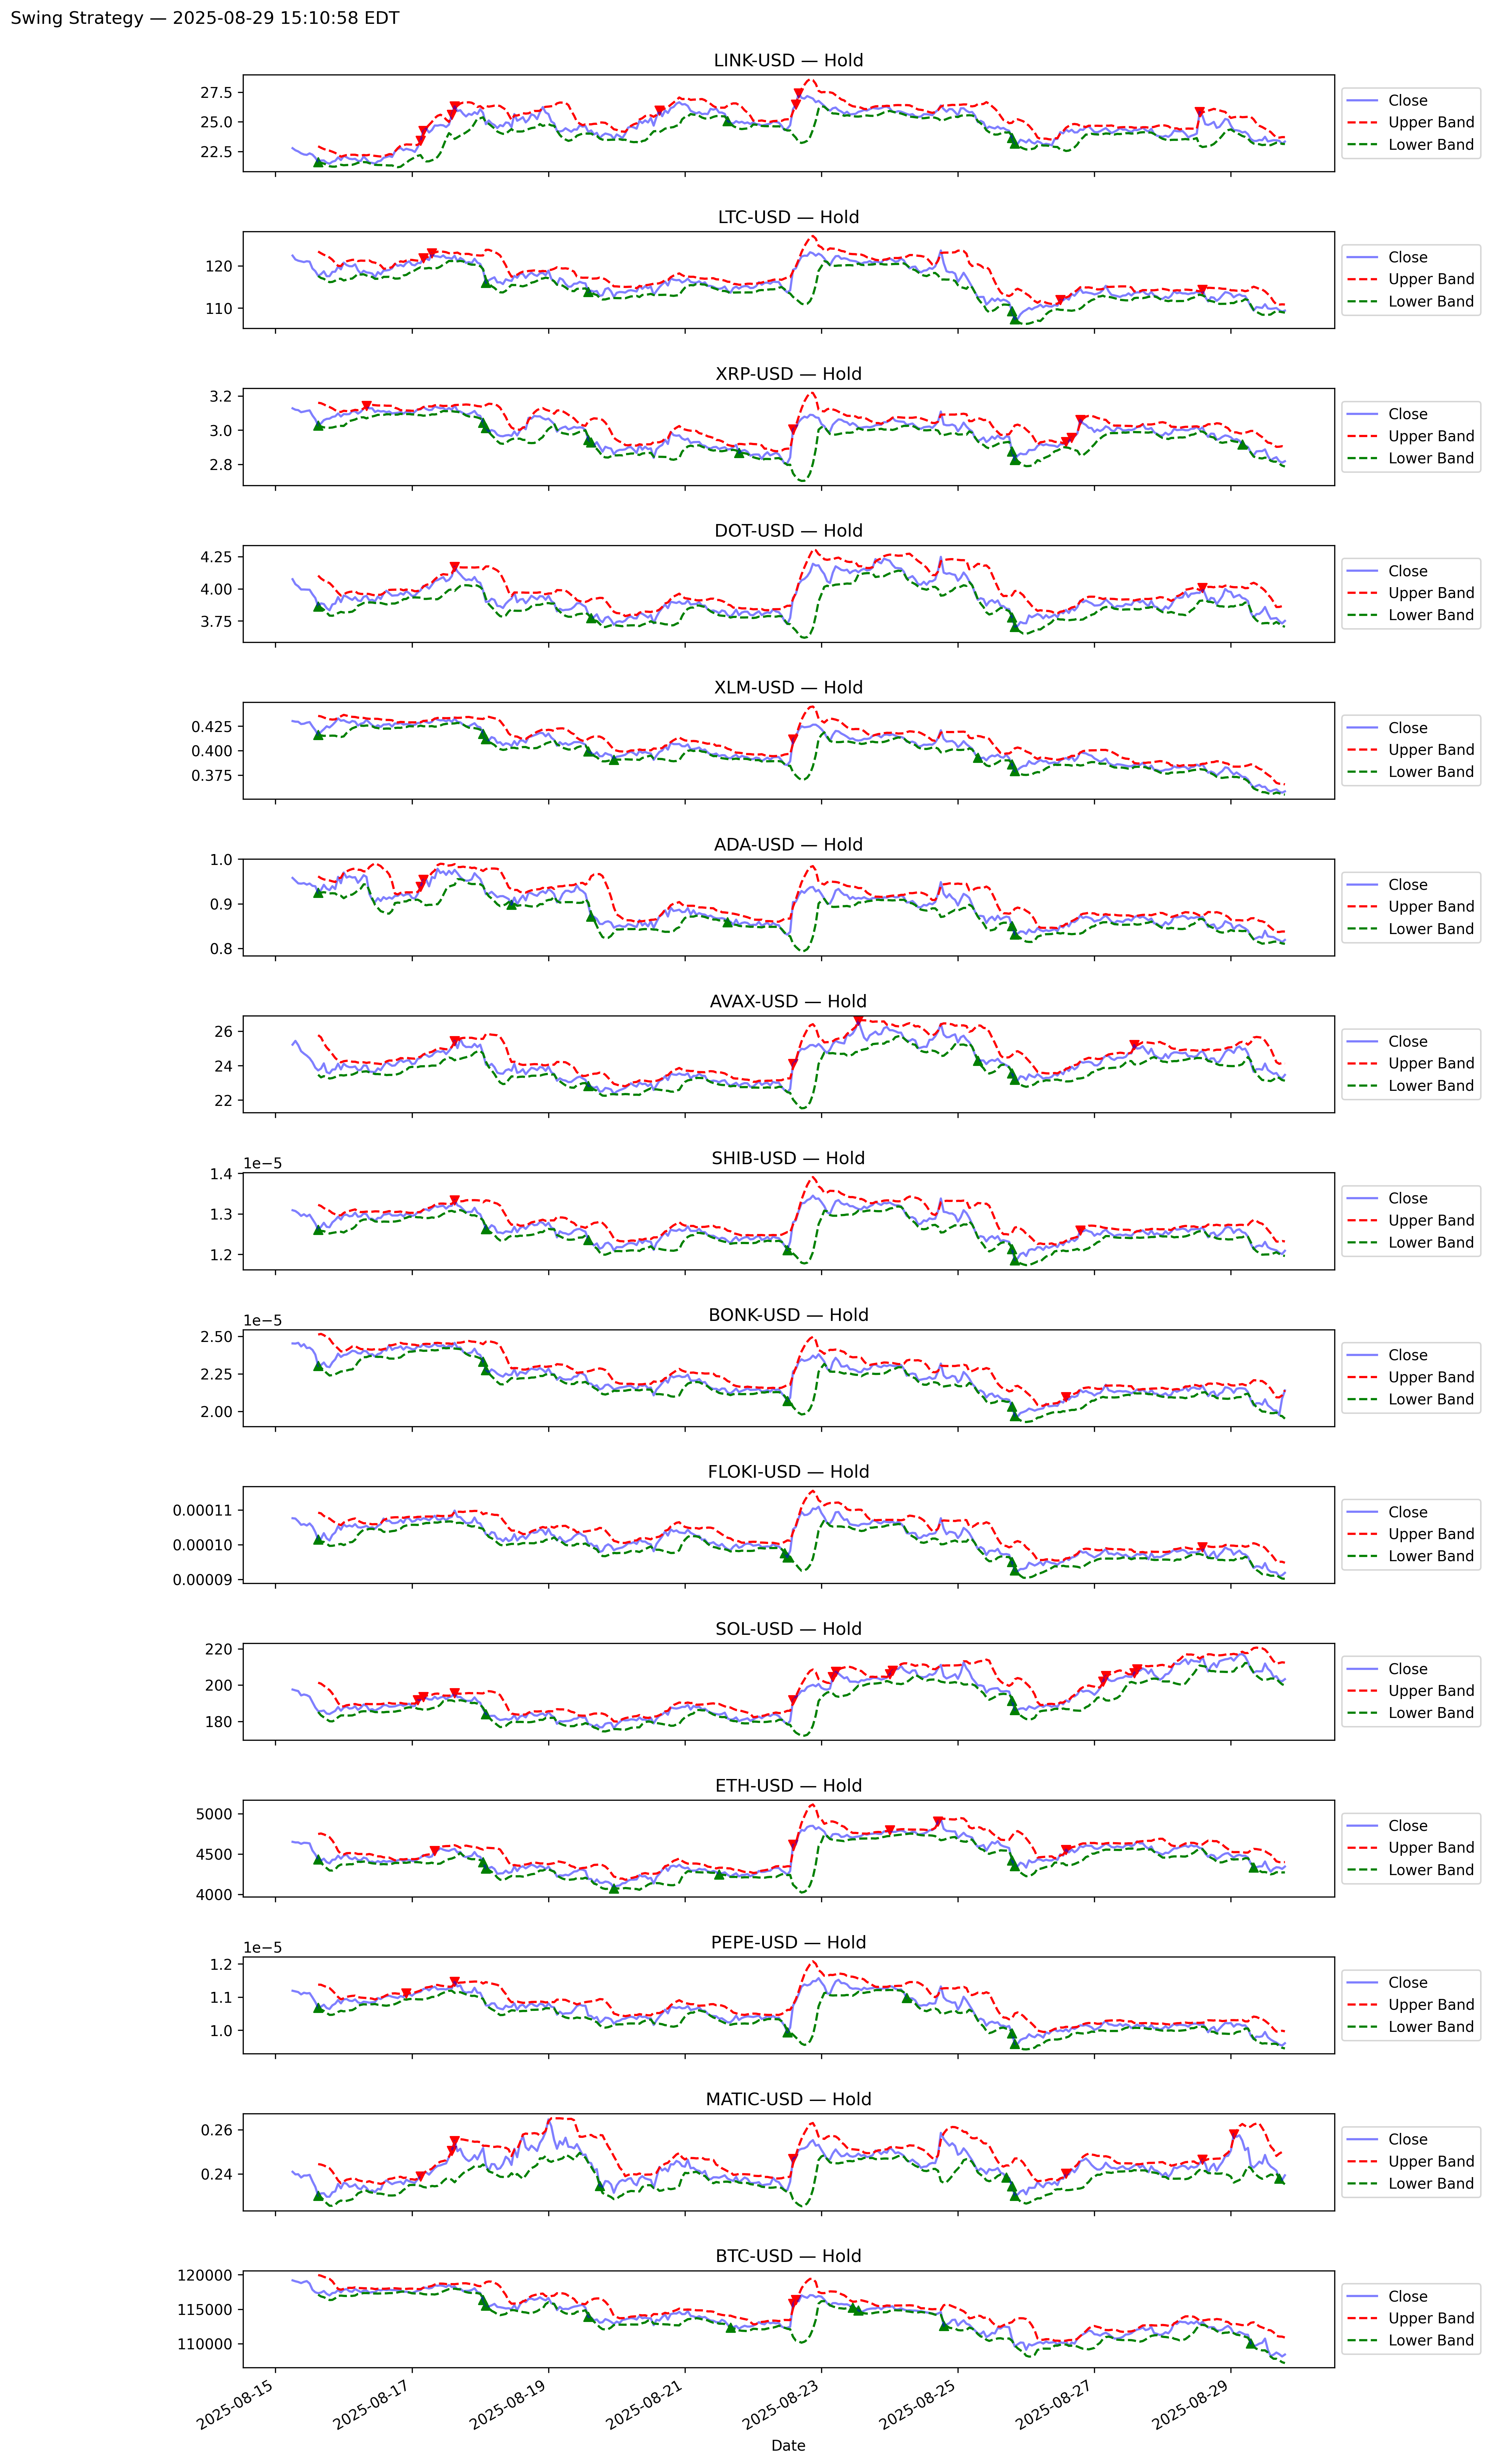 Swing Strategy — 2025-08-29 15:10:58 EDT
LINK-USD — Hold
27.5
25.0
22.5
Close
Upper Band
Lower Band
LTC-USD — Hold
120
110
Close
Upper Band
Lower Band
XRP-USD — Hold
3.2
3.0
2.8
Close
Upper Band
Lower Band
DOT-USD — Hold
4.25
4.00
3.75
Close
Upper Band
Lower Band
XLM-USD — Hold
0.425
0.400
0.375
Close
Upper Band
Lower Band
ADA-USD — Hold
1.0
0.9
0.8
Close
Upper Band
Lower Band
AVAX-USD — Hold
26
24
22
Close
Upper Band
Lower Band
SHIB-USD — Hold
1e−5
1.4
1.3
1.2
Close
Upper Band
Lower Band
BONK-USD — Hold
1e−5
2.50
2.25
2.00
Close
Upper Band
Lower Band
FLOKI-USD — Hold
0.00011
0.00010
0.00009
Close
Upper Band
Lower Band
SOL-USD — Hold
220
200
180
Close
Upper Band
Lower Band
ETH-USD — Hold
5000
4500
4000
Close
Upper Band
Lower Band
PEPE-USD — Hold
1e−5
1.2
1.1
1.0
Close
Upper Band
Lower Band
MATIC-USD — Hold
0.26
0.24
Close
Upper Band
Lower Band
BTC-USD — Hold
120000
115000
110000
Close
Upper Band
Lower Band
2025-08-15
2025-08-17
2025-08-19
2025-08-21
2025-08-23
2025-08-25
2025-08-27
2025-08-29
Date